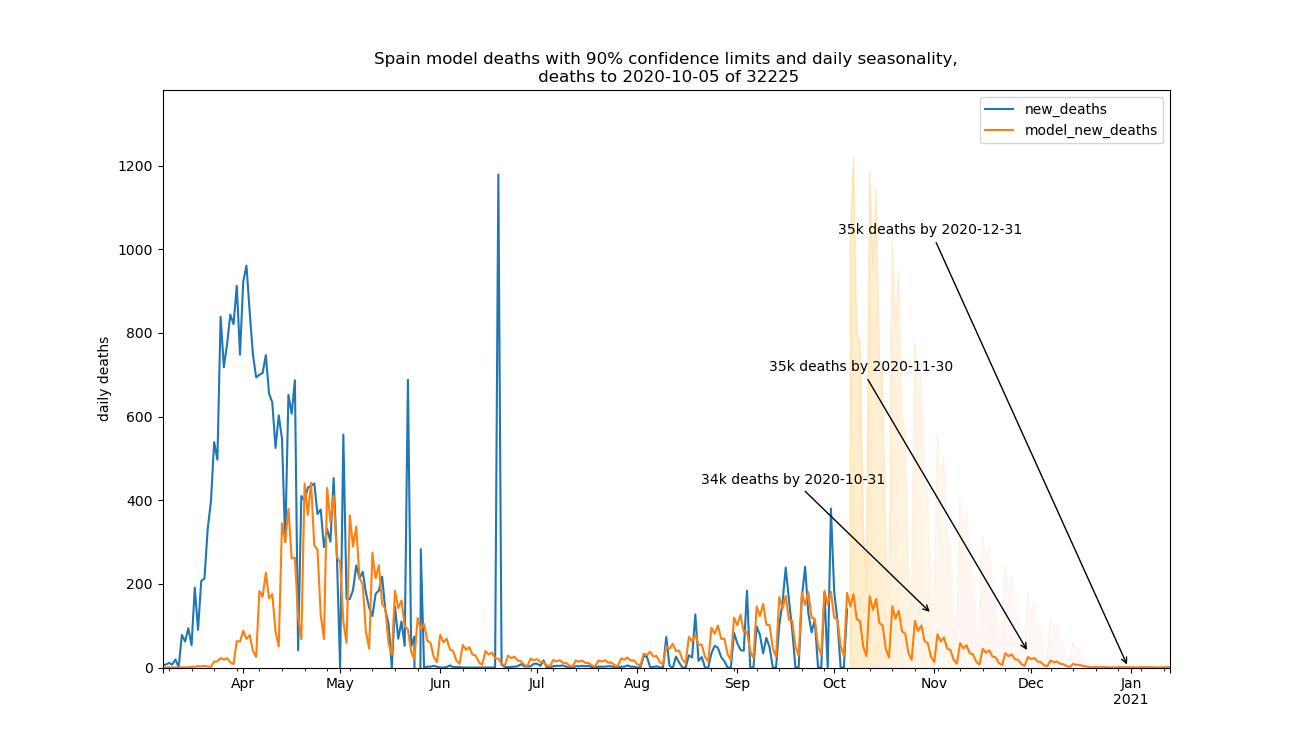 Spain model deaths with 90% confidence limits and daily seasonality,
deaths to 2020-10-05 of 32225
new_deaths
model_new_deaths
daily deaths
1200
1000
800
600
400
200
0
35k deaths by 2020-12-31
35k deaths by 2020-11-30
34k deaths by 2020-10-31
Apr May Jun Jul Aug Sep Oct Nov Dec Jan
2021